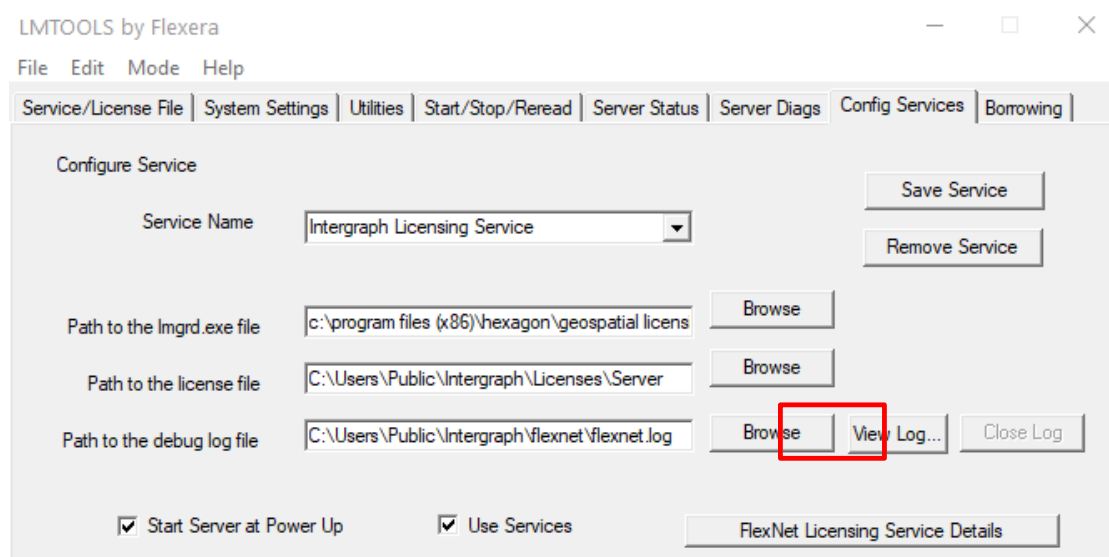 LMTOOLS by Flexera
File Edit Mode Help
Service/License File System Settings Utilities Start/Stop/Reread Server Status Server Diags Config Services Borrowing
Configure Service
Save Service
Service Name Intergraph Licensing Service
Remove Service
Path to the lmgrd.exe file c:\program files (x86)\hexagon\geospatial licens Browse
Path to the license file C:\Users\Public\Intergraph\Licenses\Server Browse
Path to the debug log file C:\Users\Public\Intergraph\flexnet\flexnet.log Browse View Log... Close Log
Start Server at Power Up Use Services FlexNet Licensing Service Details